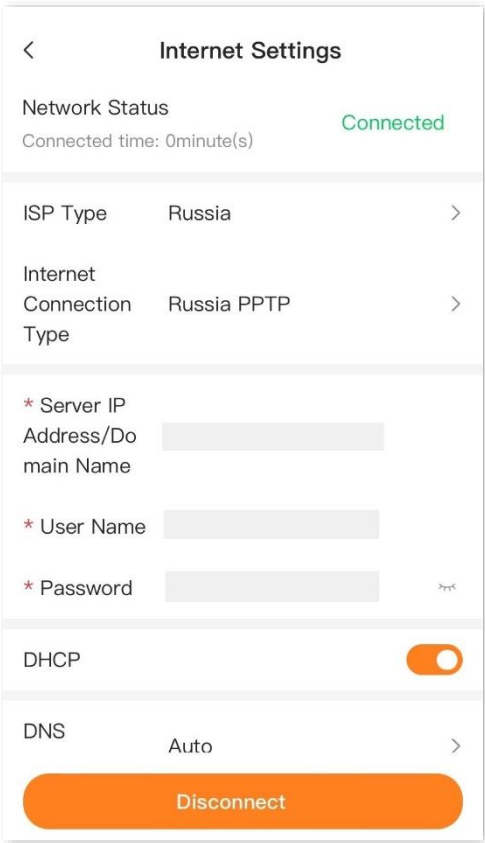 Internet Settings
Network Status
Connected
Connected time: 0minute(s)
ISP Type
Russia
Internet
Connection
Type
Russia PPTP
* Server IP
Address/Do
main Name
* User Name
* Password
DHCP
DNS
Auto
Disconnect